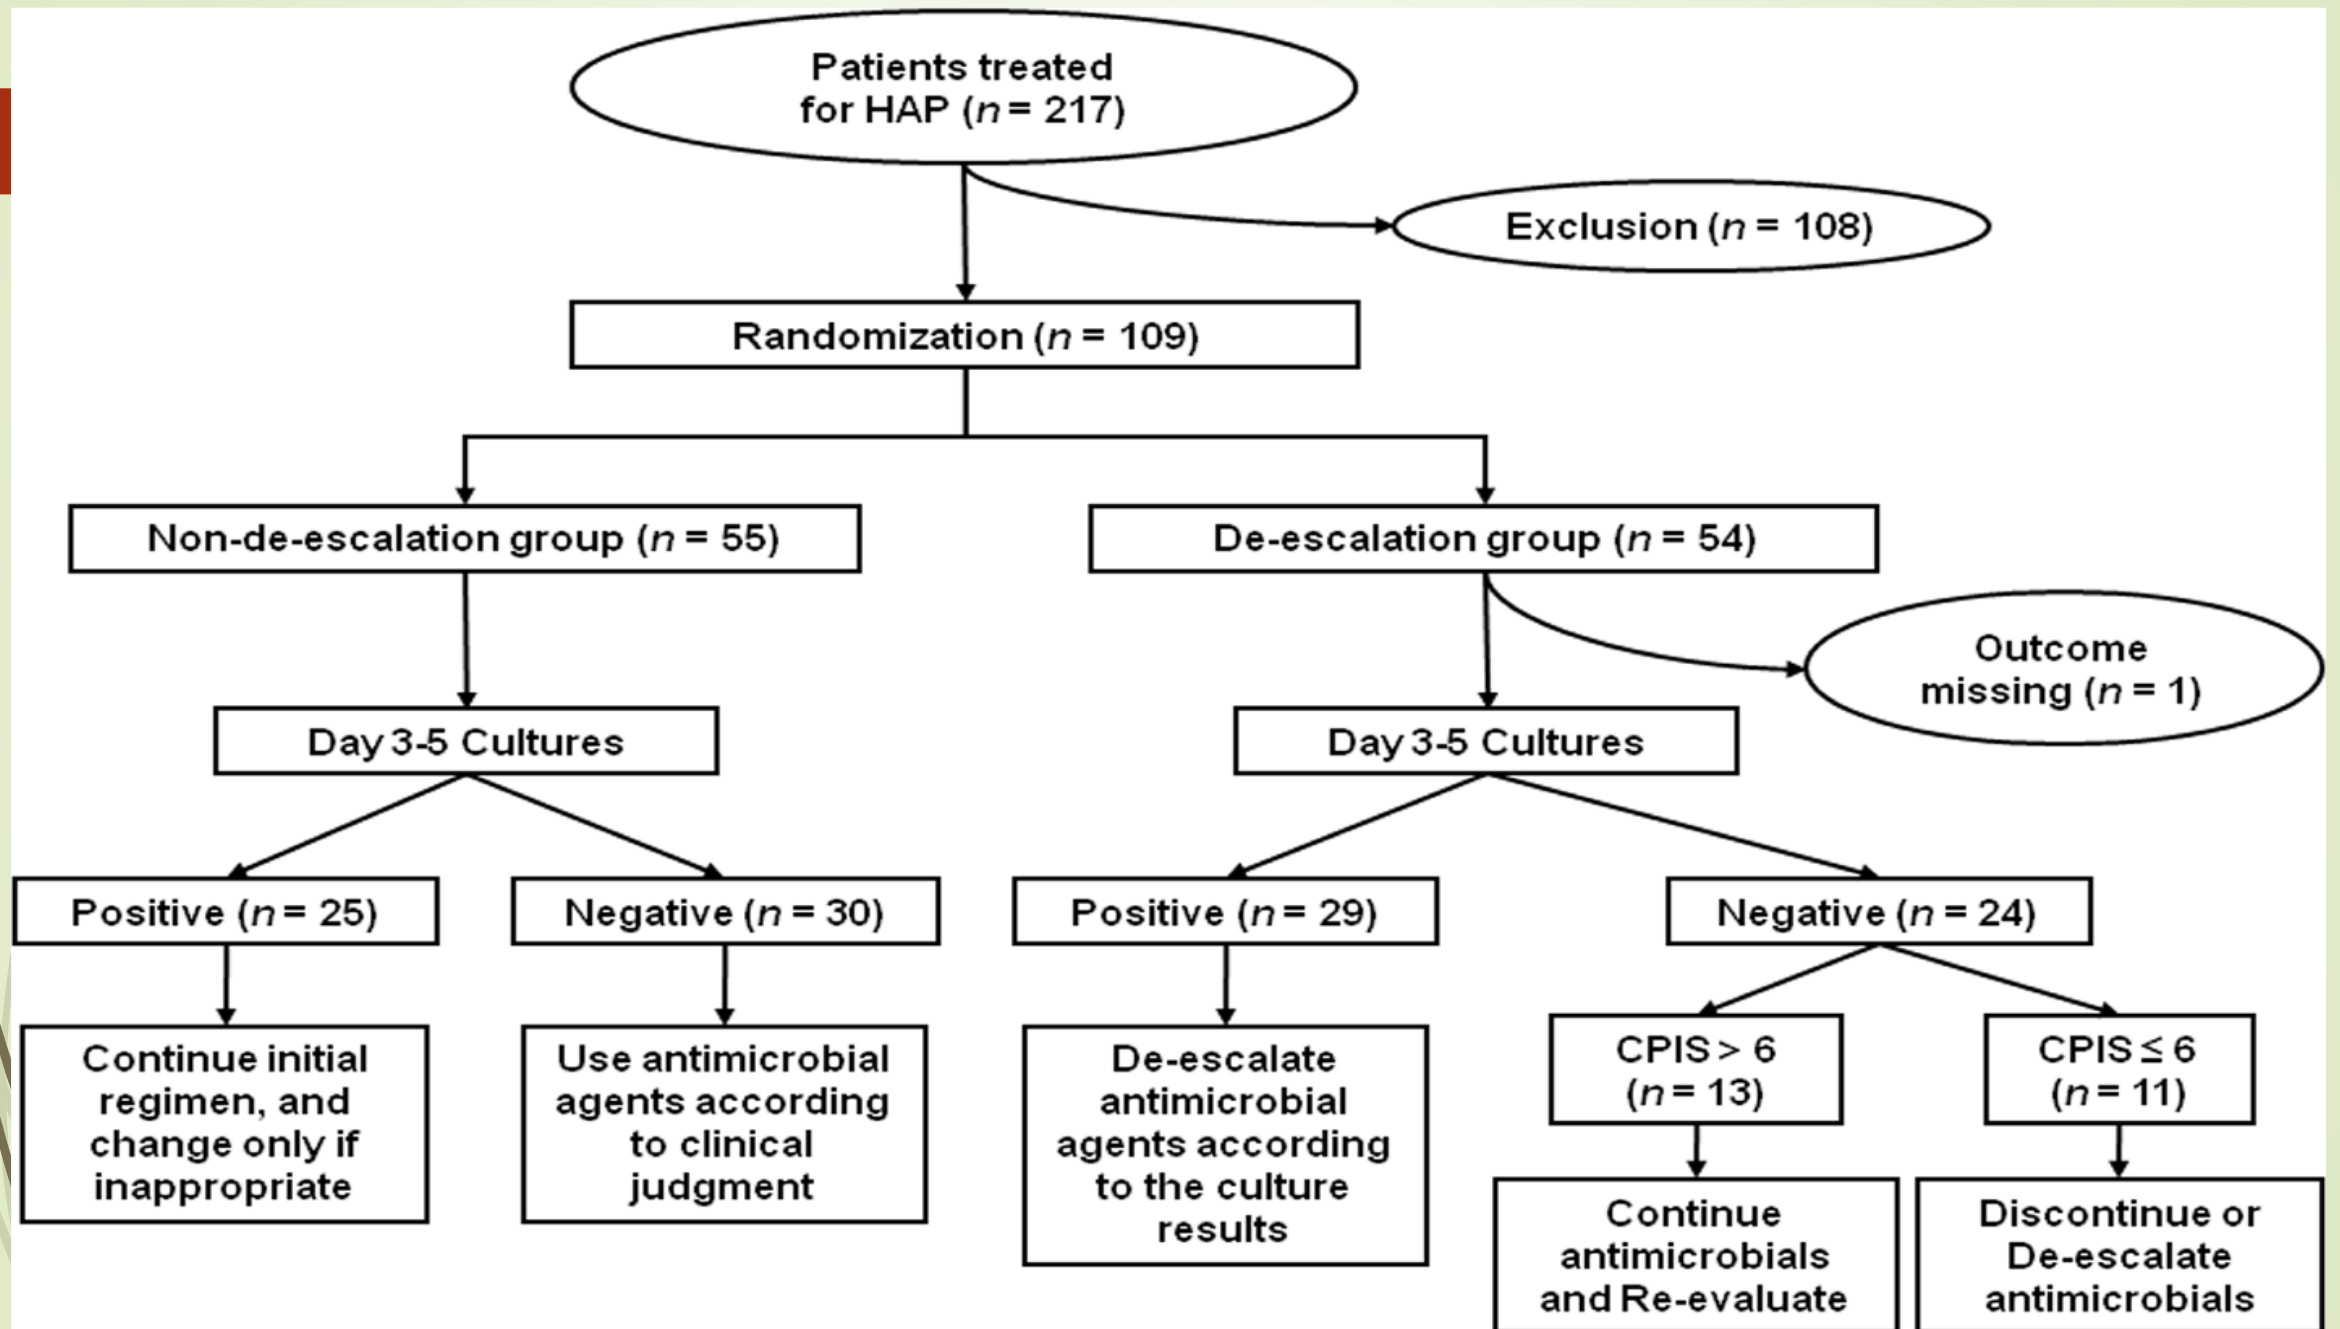 Patients treated
for HAP (n = 217)
Exclusion (n = 108)
Randomization (n = 109)
Non-de-escalation group (n = 55)
De-escalation group (n = 54)
Outcome
missing (n = 1)
Day 3-5 Cultures
Day 3-5 Cultures
Positive (n = 25)
Negative (n = 30)
Positive (n = 29)
Negative (n = 24)
Continue initial
regimen, and
change only if
inappropriate
Use antimicrobial
agents according
to clinical
judgment
De-escalate
antimicrobial
agents according
to the culture
results
CPIS > 6
(n = 13)
CPIS ≤ 6
(n = 11)
Continue
antimicrobials
and Re-evaluate
Discontinue or
De-escalate
antimicrobials